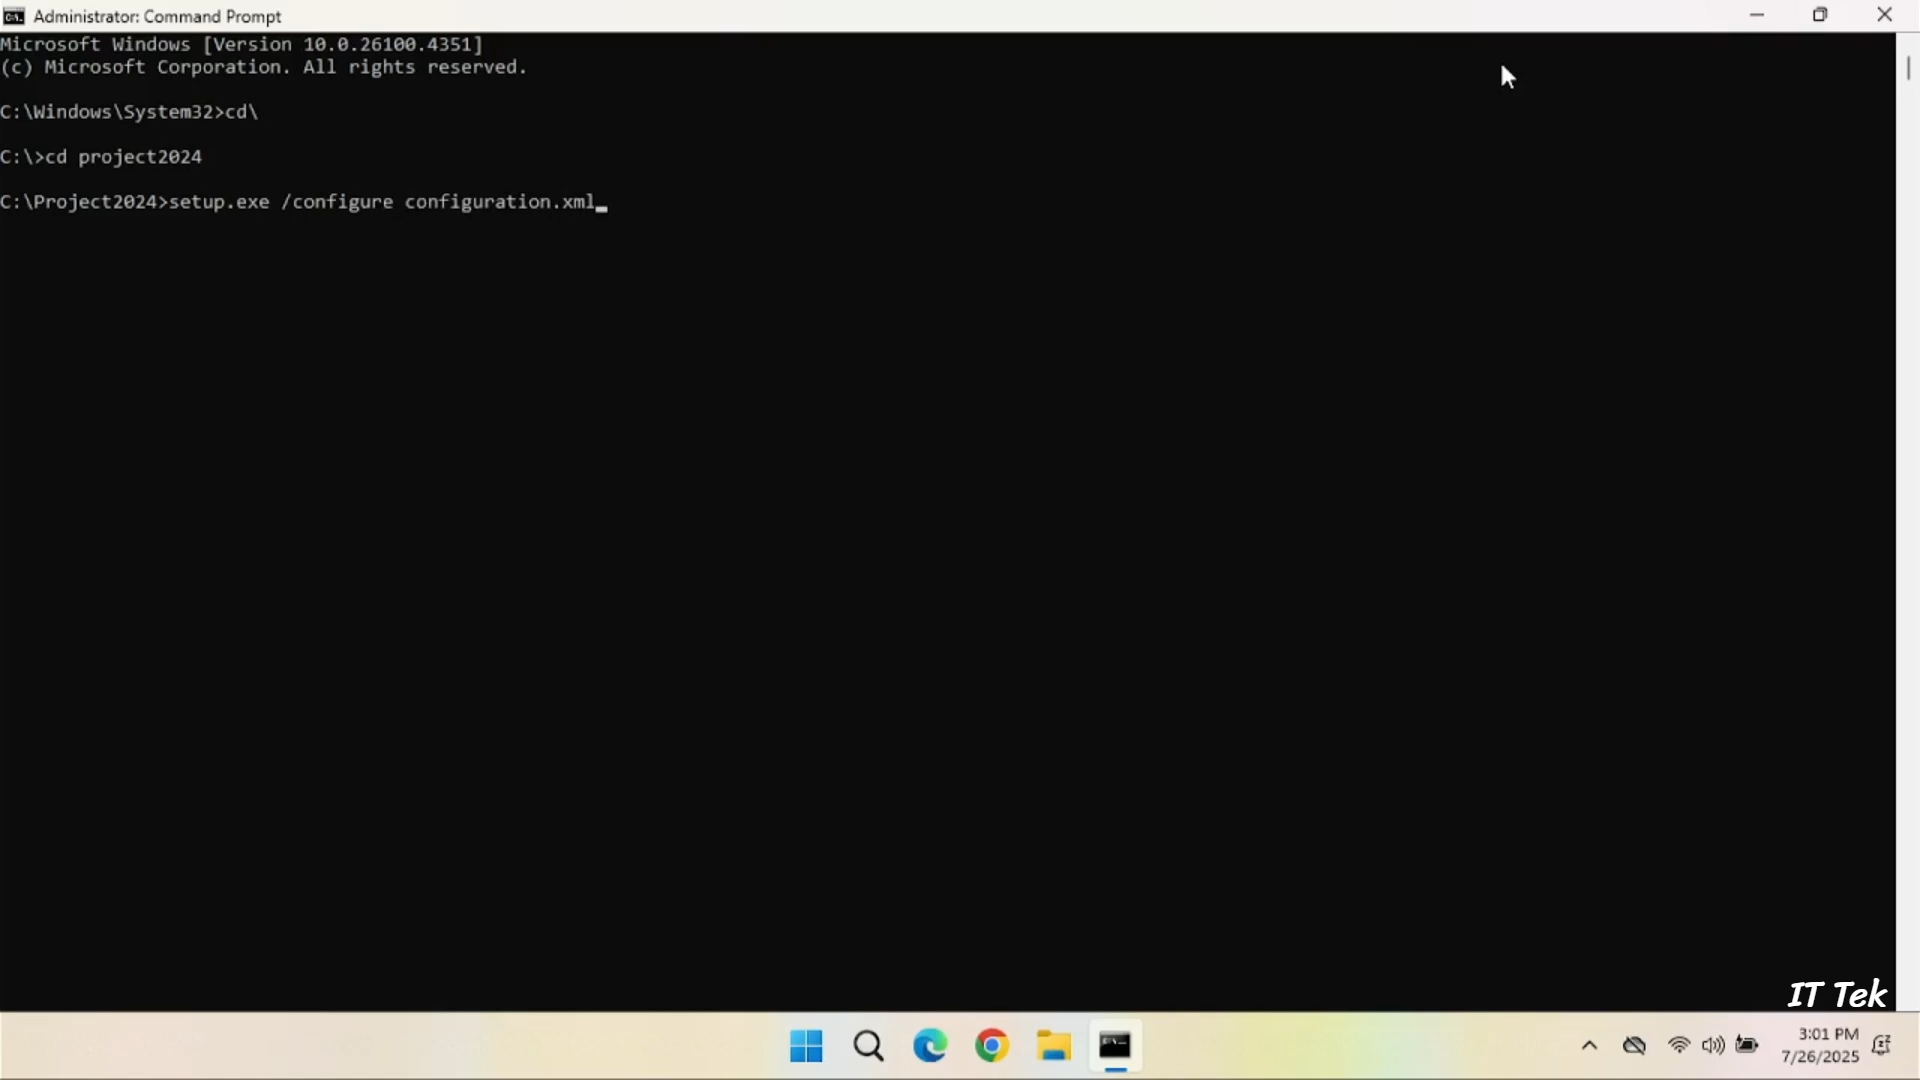 Administrator: Command Prompt
Microsoft Windows [Version 10.0.26100.4351]
(c) Microsoft Corporation. All rights reserved.
C:\Windows\System32>cd\
C:\>cd project2024
C:\Project2024>setup.exe /configure configuration.xml
IT Tek
3:01 PM
7/26/2025